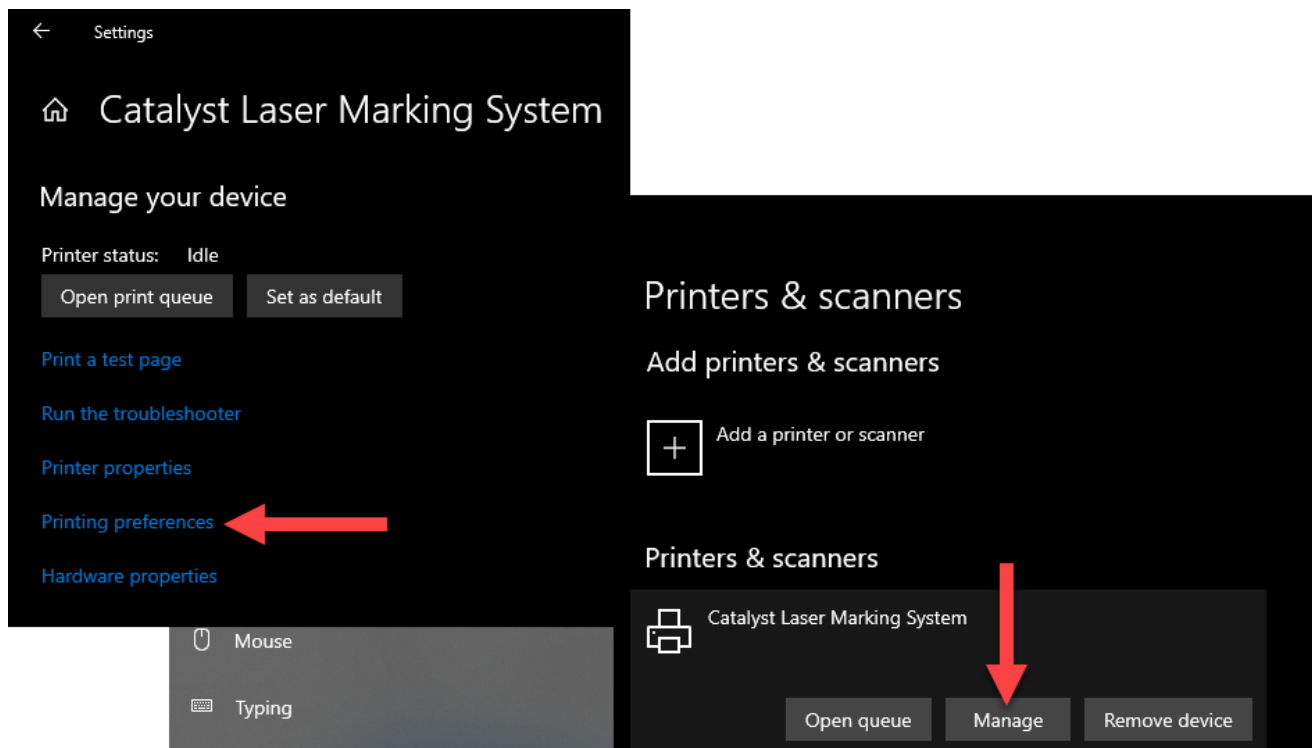 Settings
Catalyst Laser Marking System
Manage your device
Printer status: Idle
Open print queue
Set as default
Print a test page
Run the troubleshooter
Printer properties
Printing preferences
Hardware properties
Mouse
Typing
Printers & scanners
Add printers & scanners
Add a printer or scanner
Printers & scanners
Catalyst Laser Marking System
Open queue
Manage
Remove device